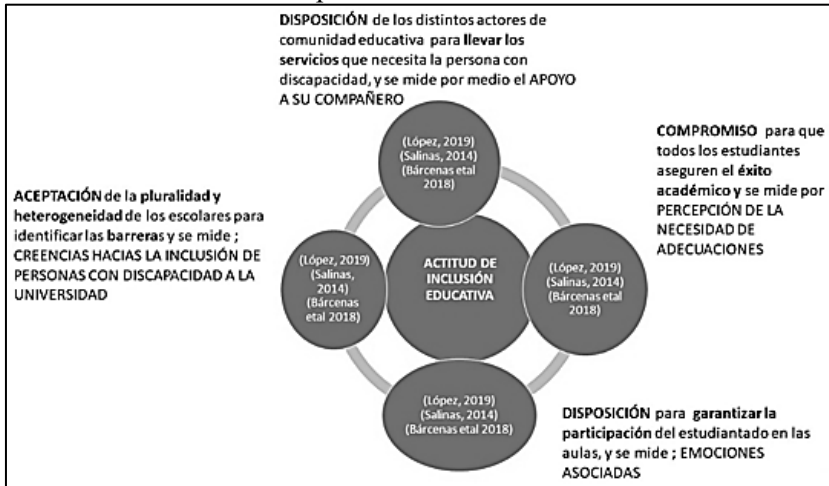 DISPOSICIÓN de los distintos actores de
comunidad educativa para llevar los
servicios que necesita la persona con
discapacidad, y se mide por medio el APOYO
A SU COMPAÑERO
(López, 2019)
(Salinas, 2014)
(Bárcenas etal
2018)
COMPROMISO para que
todos los estudiantes
aseguren el éxito
académico y se mide por
PERCEPCIÓN DE LA
NECESIDAD DE
ADECUACIONES
ACEPTACIÓN de la pluralidad y
heterogeneidad de los escolares para
identificar las barreras y se mide ;
CREENCIAS HACIAS LA INCLUSIÓN DE
PERSONAS CON DISCAPACIDAD A LA
UNIVERSIDAD
(López, 2019)
(Salinas,
2014)
(Bárcenas
etal 2018)
ACTITUD DE
INCLUSIÓN
EDUCATIVA
(López, 2019)
(Salinas, 2014)
(Bárcenas etal
2018)
(López, 2019)
(Salinas, 2014)
(Bárcenas etal 2018)
DISPOSICIÓN para garantizar la
participación del estudiantado en las
aulas, y se mide ; EMOCIONES
ASOCIADAS